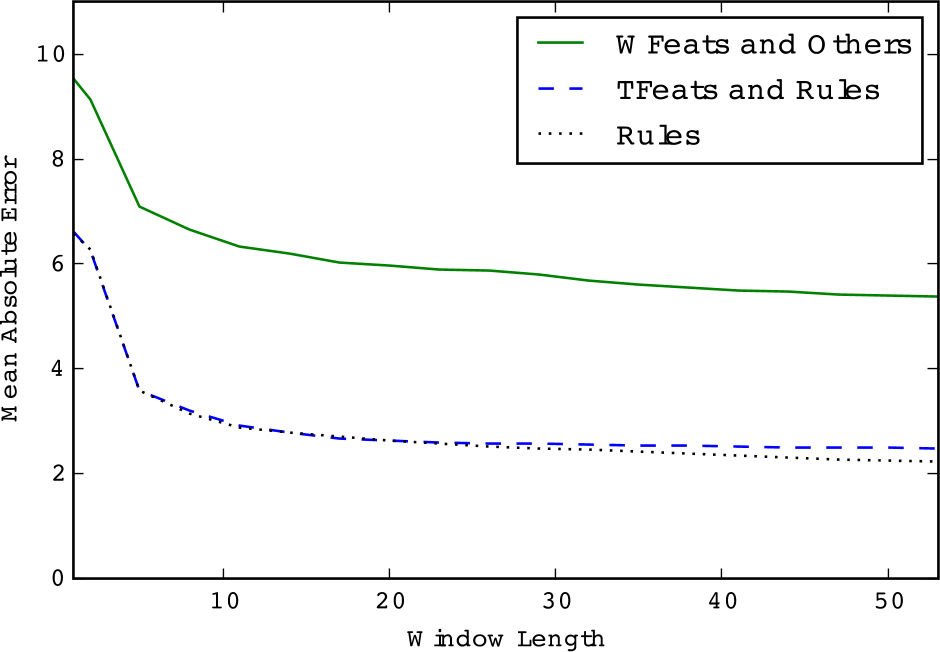 W Feats and Others
TFeats and Rules
Rules
10
8
6
4
2
0
Mean Absolute Error
10 20 30 40 50
Window Length